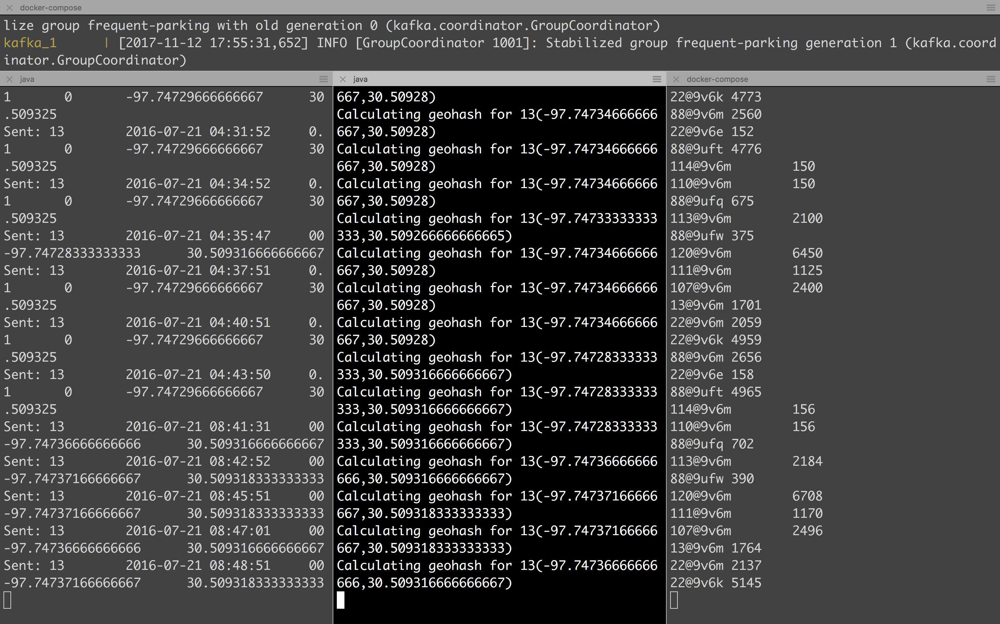 docker-compose
lize group frequent-parking with old generation 0 (kafka.coordinator.GroupCoordinator)
kafka_1      | [2017-11-12 17:55:31,652] INFO [GroupCoordinator 1001]: Stabilized group frequent-parking generation 1 (kafka.coord
inator.GroupCoordinator)
java
1       0       -97.74729666666667      30
.509325
Sent: 13        2016-07-21 04:31:52     0.
1       0       -97.74729666666667      30
.509325
Sent: 13        2016-07-21 04:34:52     0.
1       0       -97.74729666666667      30
.509325
Sent: 13        2016-07-21 04:35:47     00
-97.74728333333333      30.509316666666667
Sent: 13        2016-07-21 04:37:51     0.
1       0       -97.74729666666667      30
.509325
Sent: 13        2016-07-21 04:40:51     0.
1       0       -97.74729666666667      30
.509325
Sent: 13        2016-07-21 04:43:50     0.
1       0       -97.74729666666667      30
.509325
Sent: 13        2016-07-21 08:41:31     00
-97.74736666666666      30.509316666666667
Sent: 13        2016-07-21 08:42:52     00
-97.74737166666667      30.509318333333333
Sent: 13        2016-07-21 08:45:51     00
-97.74737166666667      30.509318333333333
Sent: 13        2016-07-21 08:47:01     00
-97.74736666666666      30.509316666666667
Sent: 13        2016-07-21 08:48:51     00
-97.74737166666667      30.509318333333333
java
667,30.50928)
Calculating geohash for 13(-97.74734666666
667,30.50928)
Calculating geohash for 13(-97.74734666666
667,30.50928)
Calculating geohash for 13(-97.74734666666
667,30.50928)
Calculating geohash for 13(-97.74733333333
333,30.509266666666665)
Calculating geohash for 13(-97.74734666666
667,30.50928)
Calculating geohash for 13(-97.74734666666
667,30.50928)
Calculating geohash for 13(-97.74734666666
667,30.50928)
Calculating geohash for 13(-97.74728333333
333,30.509316666666667)
Calculating geohash for 13(-97.74728333333
333,30.509316666666667)
Calculating geohash for 13(-97.74728333333
333,30.509316666666667)
Calculating geohash for 13(-97.74736666666
666,30.509316666666667)
Calculating geohash for 13(-97.74737166666
667,30.509318333333333)
Calculating geohash for 13(-97.74737166666
667,30.509318333333333)
Calculating geohash for 13(-97.74736666666
666,30.509316666666667)
docker-compose
22@9v6k 4773
88@9v6m 2560
22@9v6e 152
88@9uft 4776
114@9v6m        150
110@9v6m        150
88@9ufq 675
113@9v6m        2100
88@9ufw 375
120@9v6m        6450
111@9v6m        1125
107@9v6m        2400
13@9v6m 1701
22@9v6m 2059
22@9v6k 4959
88@9v6m 2656
22@9v6e 158
88@9uft 4965
114@9v6m        156
110@9v6m        156
88@9ufq 702
113@9v6m        2184
88@9ufw 390
120@9v6m        6708
111@9v6m        1170
107@9v6m        2496
13@9v6m 1764
22@9v6m 2137
22@9v6k 5145